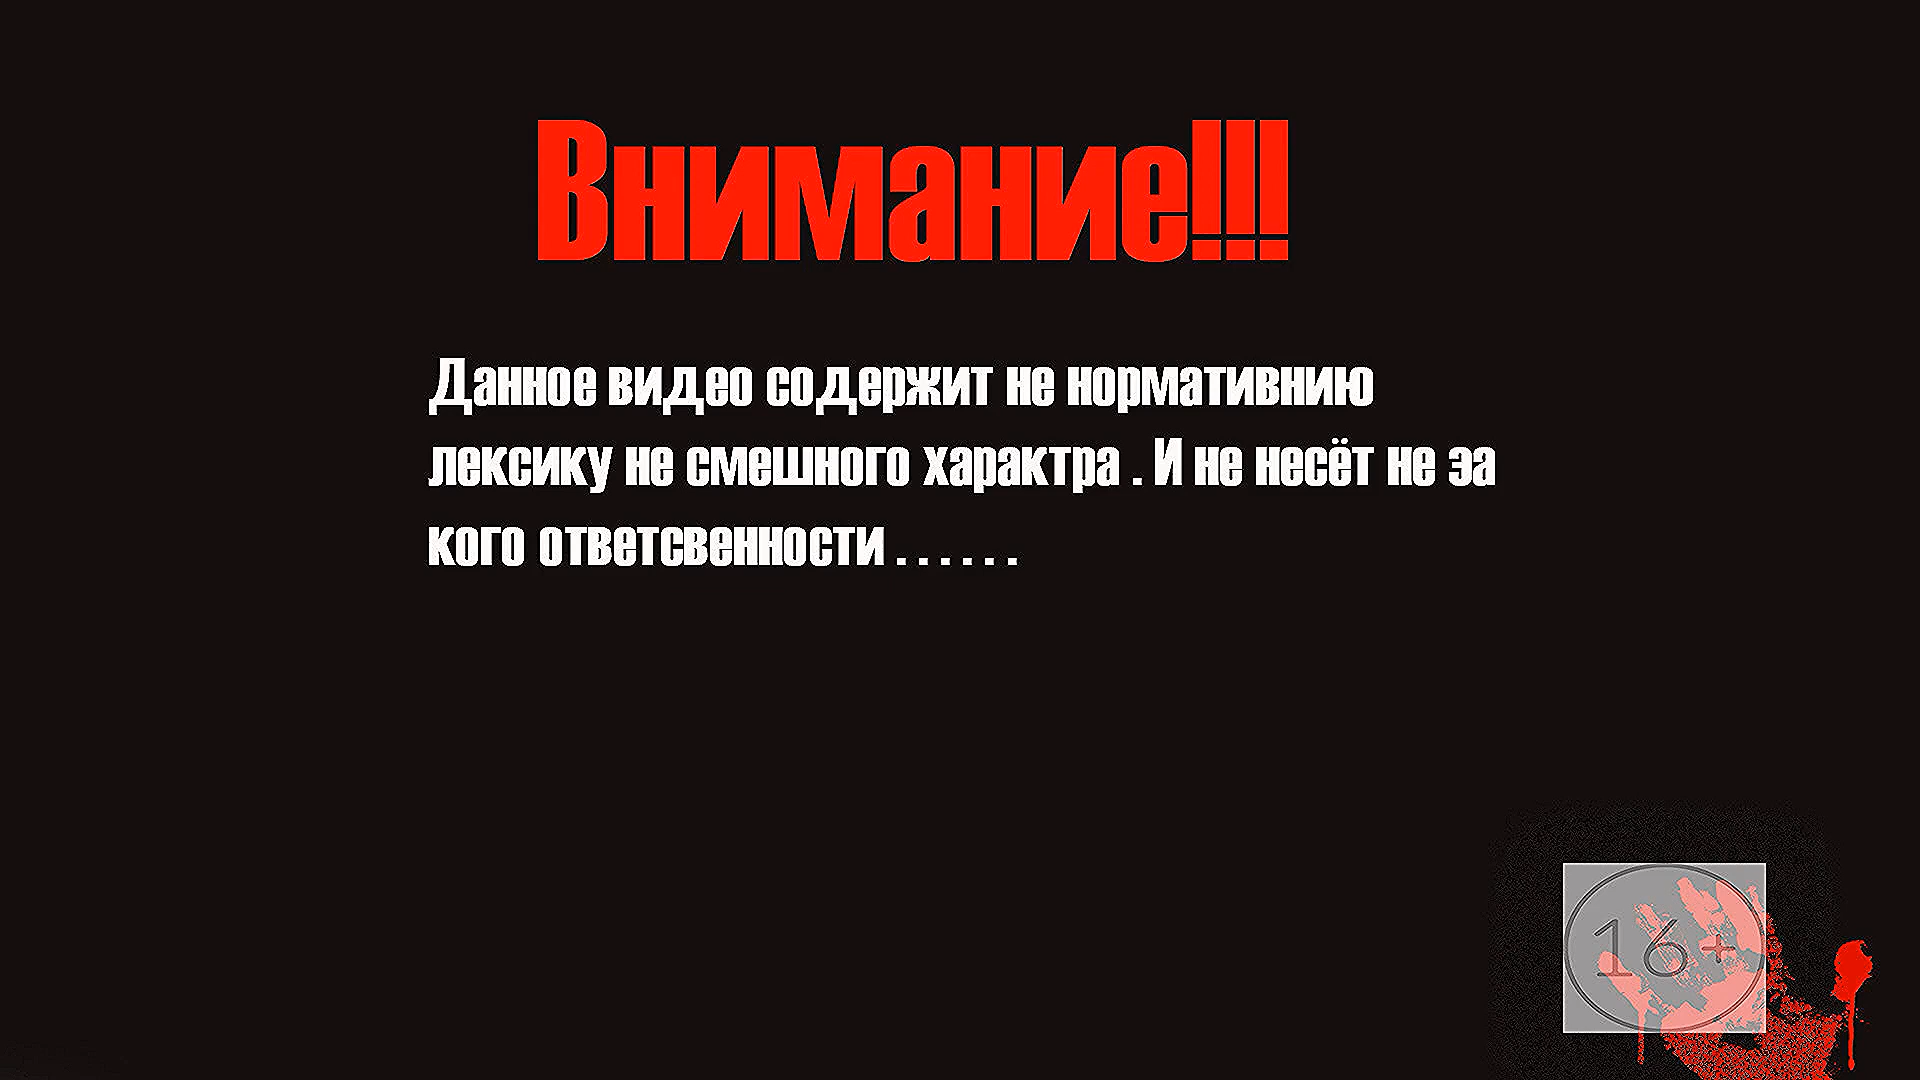 Внимание!!!
Данное видео содержит не нормативнию
лексику не смешного характра . И не несёт не эа
кого ответсвенности . . . . . .
16+